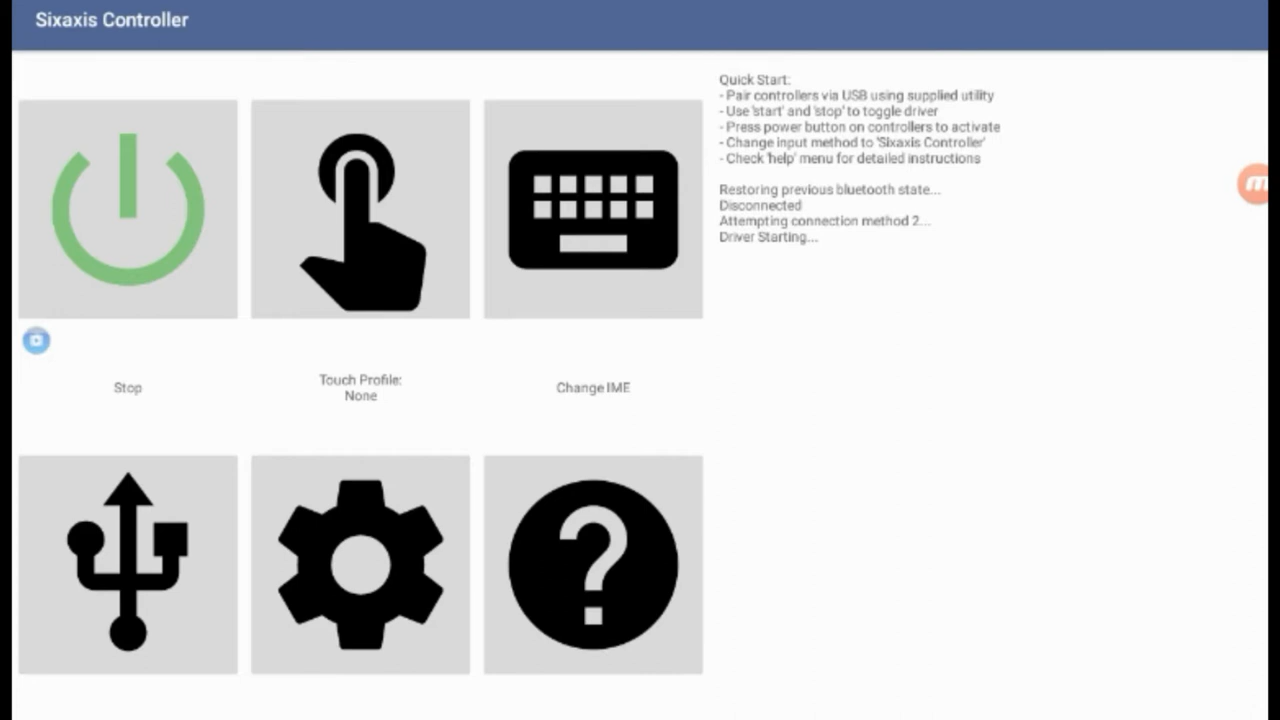 Sixaxis Controller
Quick Start:
- Pair controllers via USB using supplied utility
- Use 'start' and 'stop' to toggle driver
- Press power button on controllers to activate
- Change input method to 'Sixaxis Controller'
- Check 'help' menu for detailed instructions
Restoring previous bluetooth state...
Disconnected
Attempting connection method 2...
Driver Starting...
Stop
Touch Profile:
None
Change IME